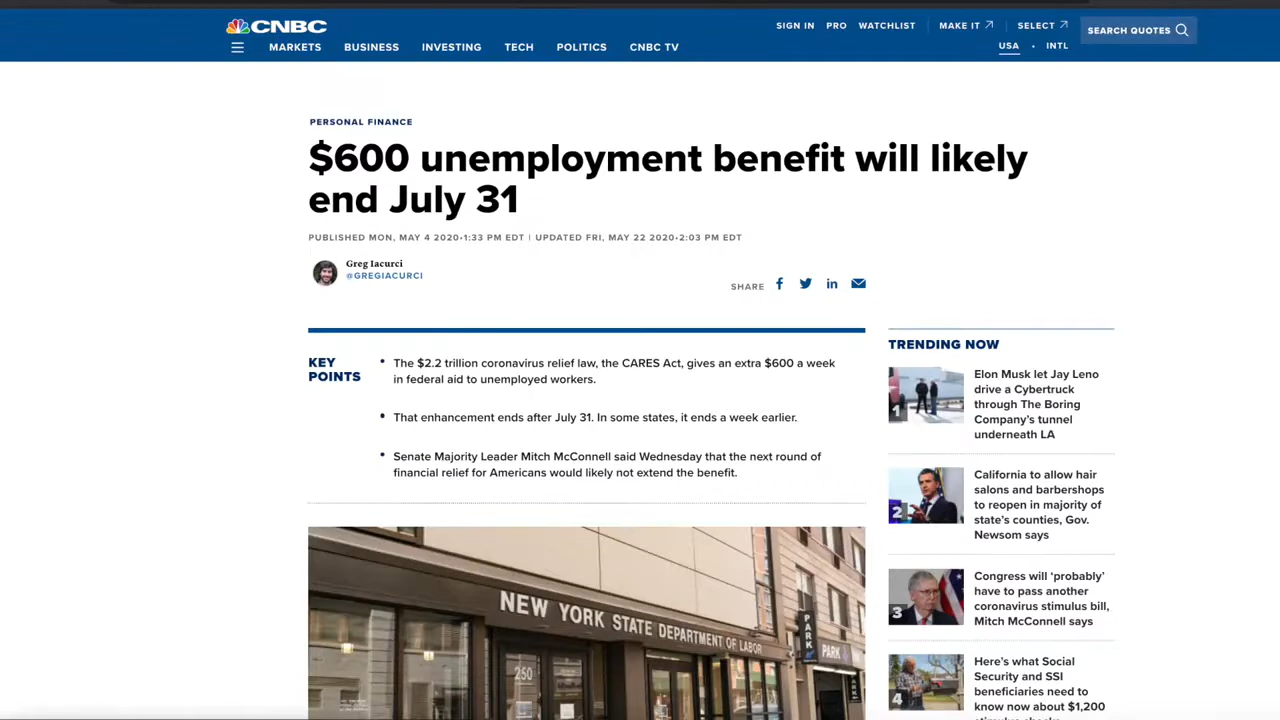 CNBC
SIGN IN PRO WATCHLIST MAKE IT SELECT
SEARCH QUOTES
MARKETS BUSINESS INVESTING TECH POLITICS CNBC TV
USA • INTL
PERSONAL FINANCE
$600 unemployment benefit will likely
end July 31
PUBLISHED MON, MAY 4 2020•1:33 PM EDT | UPDATED FRI, MAY 22 2020•2:03 PM EDT
Greg Iacurci
@GREGIACURCI
SHARE
KEY
POINTS
• The $2.2 trillion coronavirus relief law, the CARES Act, gives an extra $600 a week
in federal aid to unemployed workers.
• That enhancement ends after July 31. In some states, it ends a week earlier.
• Senate Majority Leader Mitch McConnell said Wednesday that the next round of
financial relief for Americans would likely not extend the benefit.
NEW YORK STATE DEPARTMENT OF LABOR
250
PARK
PARK
PARK
TRENDING NOW
1
Elon Musk let Jay Leno
drive a Cybertruck
through The Boring
Company's tunnel
underneath LA
2
California to allow hair
salons and barbershops
to reopen in majority of
state's counties, Gov.
Newsom says
3
Congress will ‘probably’
have to pass another
coronavirus stimulus bill,
Mitch McConnell says
4
Here's what Social
Security and SSI
beneficiaries need to
know now about $1,200